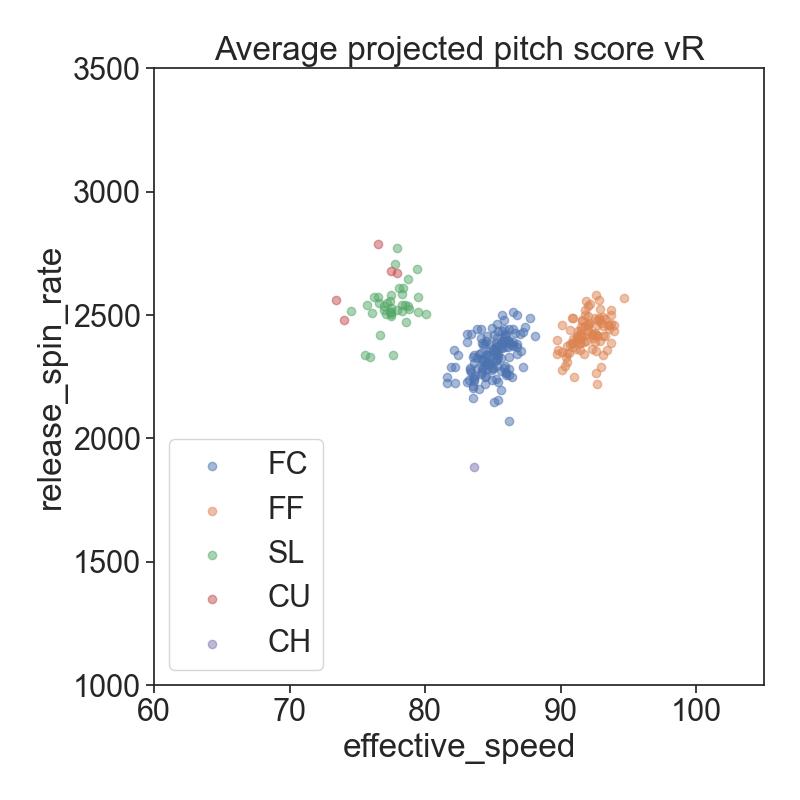 Average projected pitch score vR
3500
3000
2500
2000
1500
1000
release_spin_rate
FC
FF
SL
CU
CH
60 70 80 90 100
effective_speed